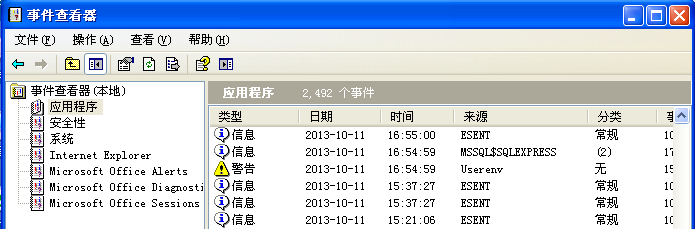 事件查看器
文件(F) 操作(A) 查看(V) 帮助(H)
事件查看器(本地)
应用程序
安全性
系统
Internet Explorer
Microsoft Office Alerts
Microsoft Office Diagnosti
Microsoft Office Sessions
应用程序 2,492 个事件
类型 日期 时间 来源 分类 事
信息 2013-10-11 16:55:00 ESENT 常规 10
信息 2013-10-11 16:54:59 MSSQL$SQLEXPRESS (2) 17
警告 2013-10-11 16:54:59 Userenv 无 15
信息 2013-10-11 15:37:27 ESENT 常规 10
信息 2013-10-11 15:37:27 ESENT 常规 10
信息 2013-10-11 15:21:06 ESENT 常规 10